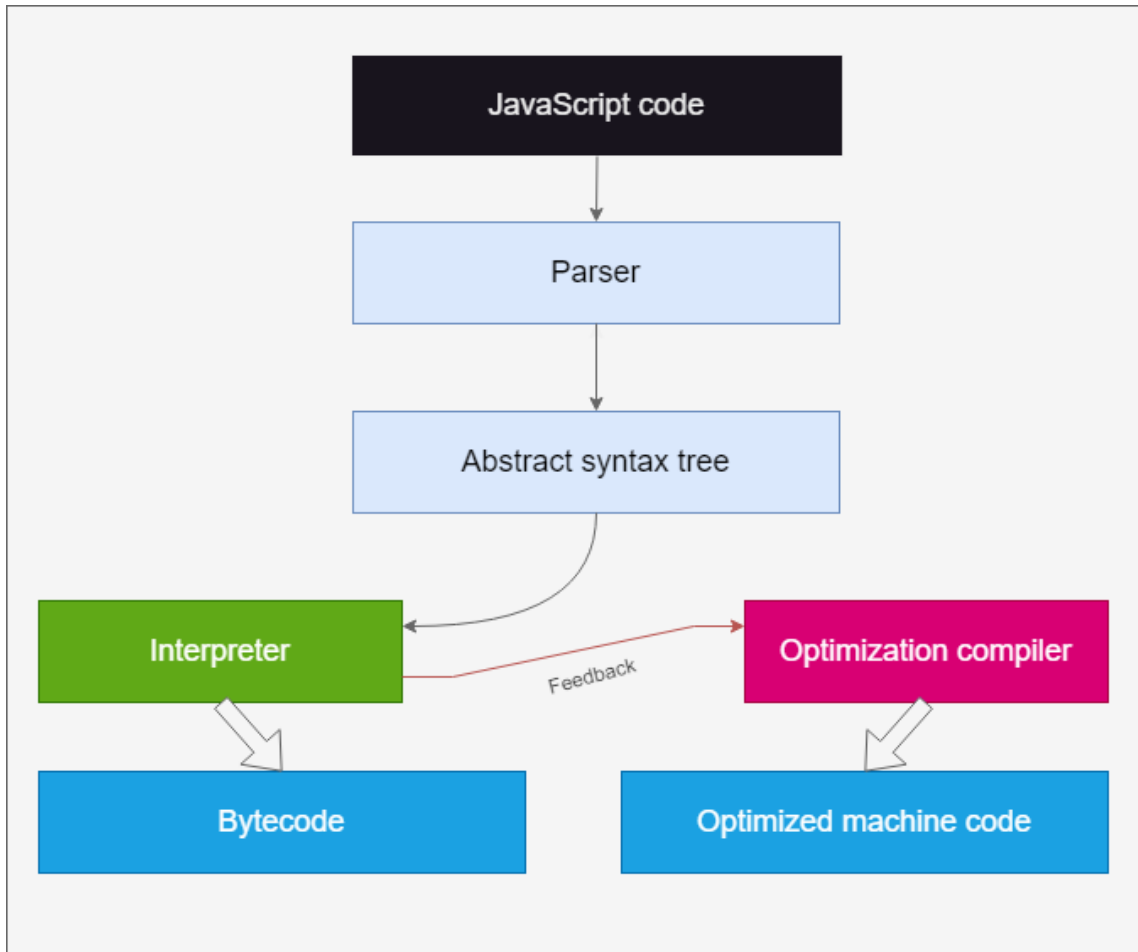 JavaScript code
Parser
Abstract syntax tree
Interpreter
Feedback
Optimization compiler
Bytecode
Optimized machine code